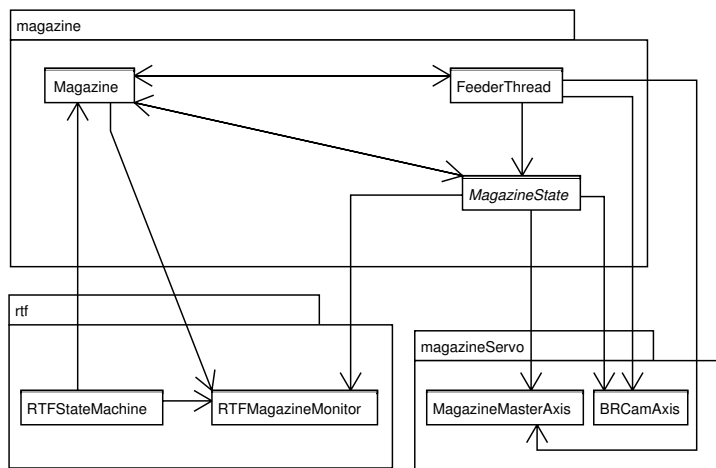 magazine
Magazine
FeederThread
MagazineState
rtf
magazineServo
RTFStateMachine
RTFMagazineMonitor
MagazineMasterAxis
BRCamAxis